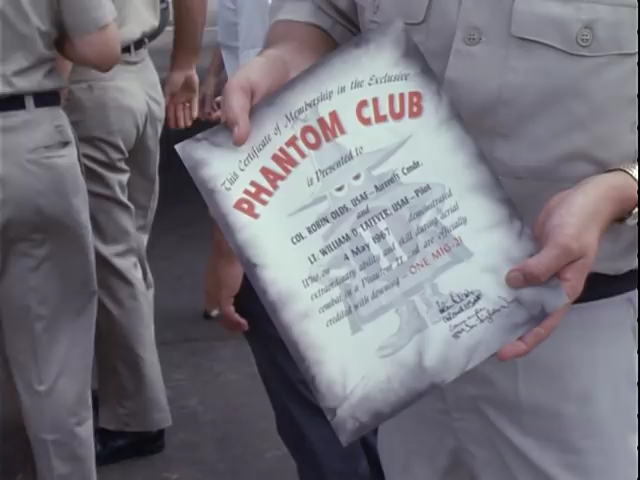 This Certificate of Membership in the Exclusive
PHANTOM CLUB
is Presented to
COL. ROBIN OLDS, USAF—Aircraft Cmdr.
and
LT. WILLIAM D. LAFEVER, USAF—Pilot
Who, on 4 May 1967 demonstrated
extraordinary ability and skill during aerial
combat in a Phantom II and are officially
credited with downing — ONE MIG-21